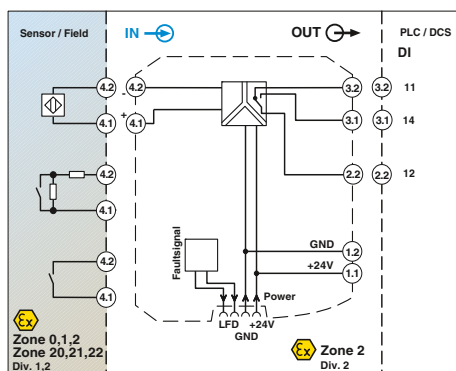 Sensor / Field
IN
OUT
PLC / DCS
DI
4.2
4.2
-
3.2
3.2
11
4.1
+
4.1
3.1
3.1
14
4.2
2.2
2.2
12
4.1
Faultsignal
GND
1.2
4.2
+24V
1.1
4.1
Power
LFD
+24V
GND
Ex
Zone 0,1,2
Zone 20,21,22
Div. 1,2
Ex
Zone 2
Div. 2